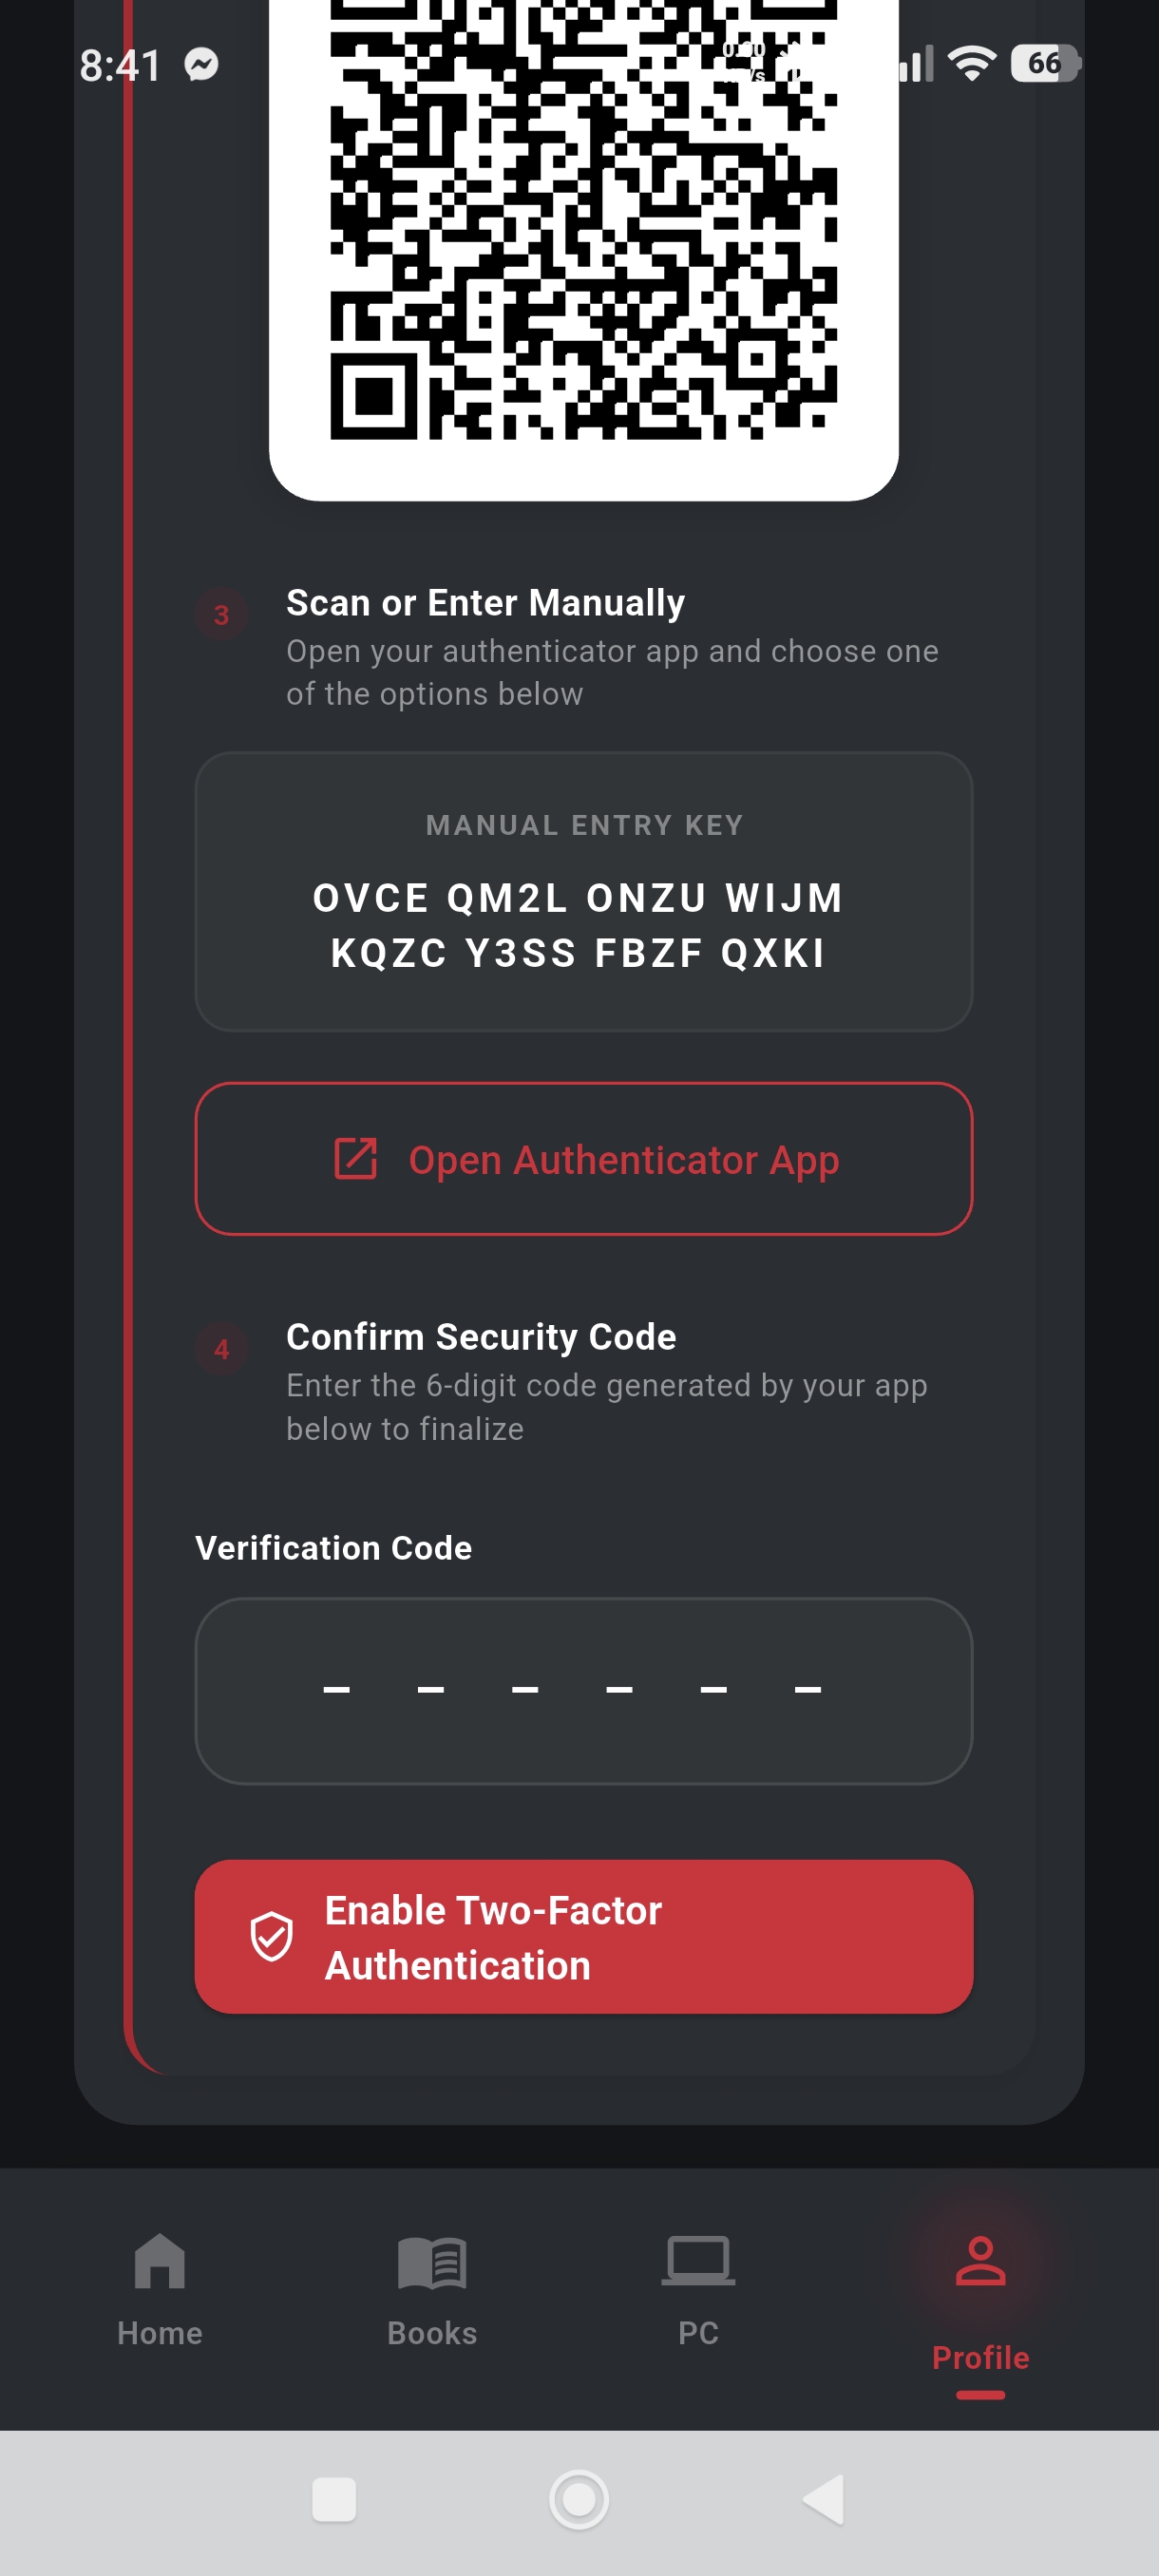 8:41
66
3
Scan or Enter Manually
Open your authenticator app and choose one
of the options below
MANUAL ENTRY KEY
OVCE QM2L ONZU WIJM
KQZC Y3SS FBZF QXKI
Open Authenticator App
4
Confirm Security Code
Enter the 6-digit code generated by your app
below to finalize
Verification Code
– – – – – –
Enable Two-Factor
Authentication
Home
Books
PC
Profile